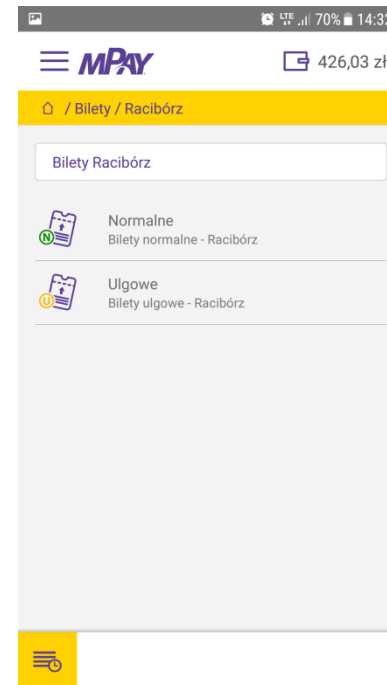 LTE 70% 14:32
mPAY 426,03 zł
/ Bilety / Racibórz
Bilety Racibórz
N
Normalne
Bilety normalne - Racibórz
U
Ulgowe
Bilety ulgowe - Racibórz